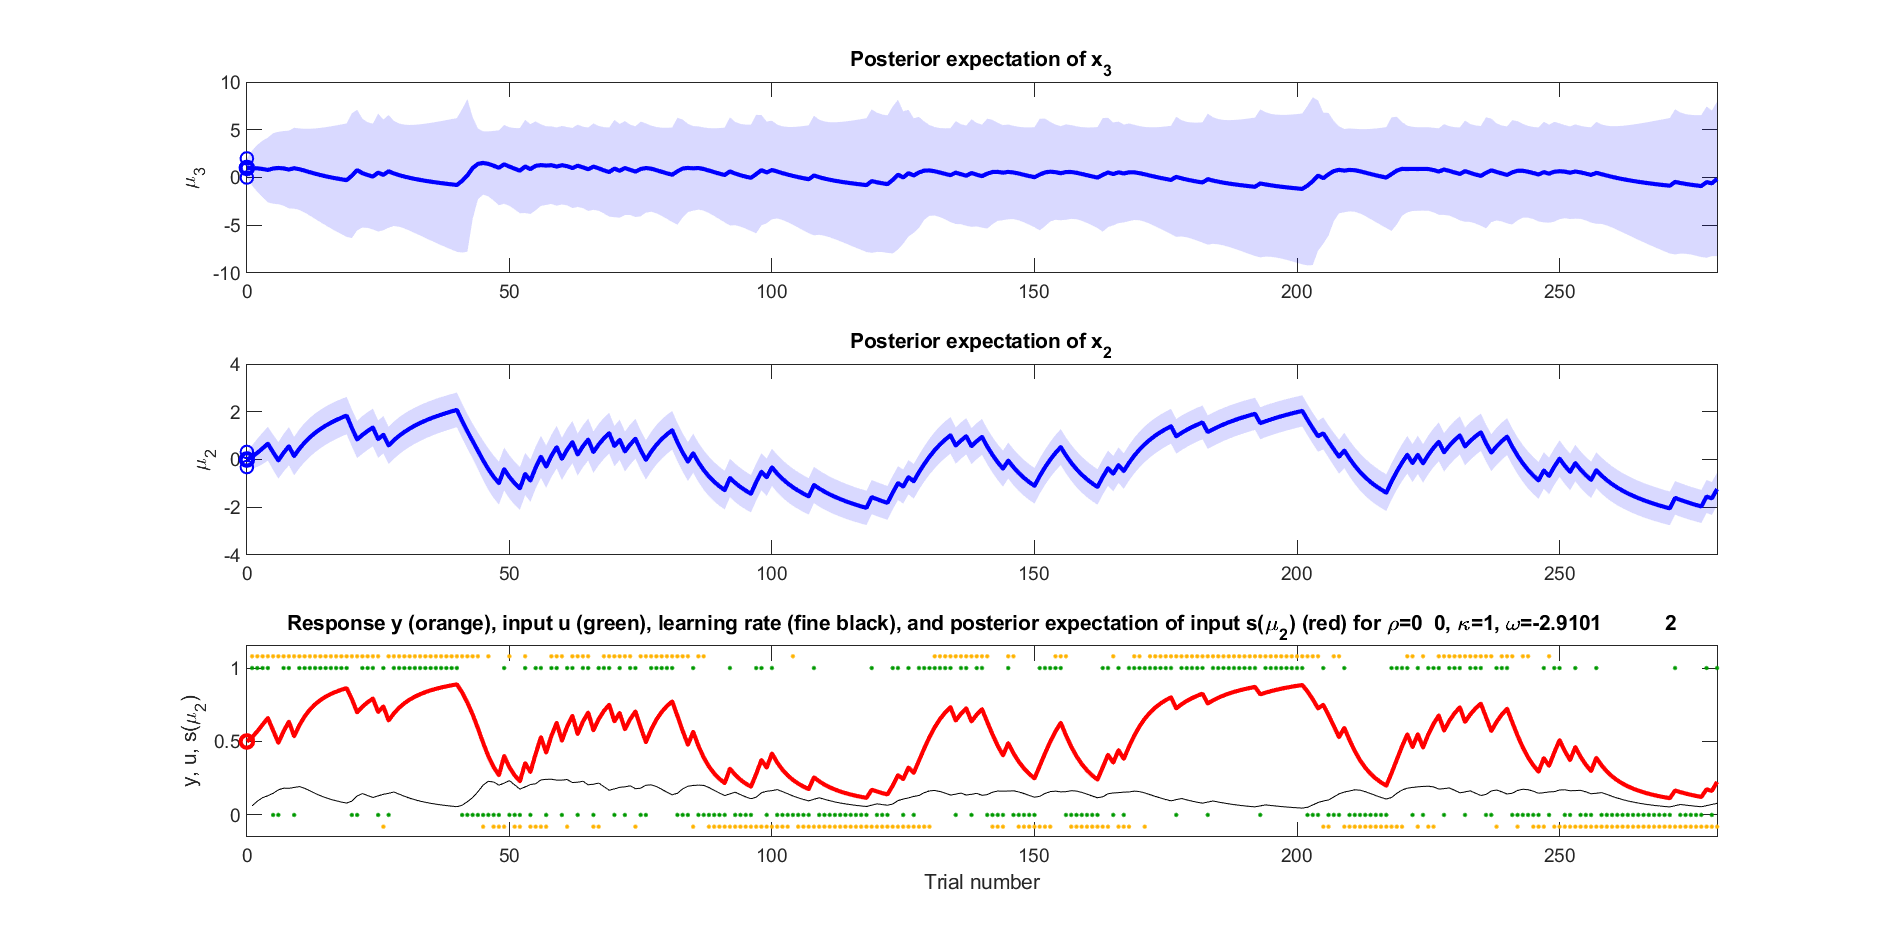 Posterior expectation of x3
10
5
0
-5
-10
μ3
0 50 100 150 200 250
Posterior expectation of x2
4
2
0
-2
-4
μ2
0 50 100 150 200 250
Response y (orange), input u (green), learning rate (fine black), and posterior expectation of input s(μ2) (red) for ρ=0 0, κ=1, ω=-2.9101 2
1
0.5
0
y, u, s(μ2)
0 50 100 150 200 250
Trial number